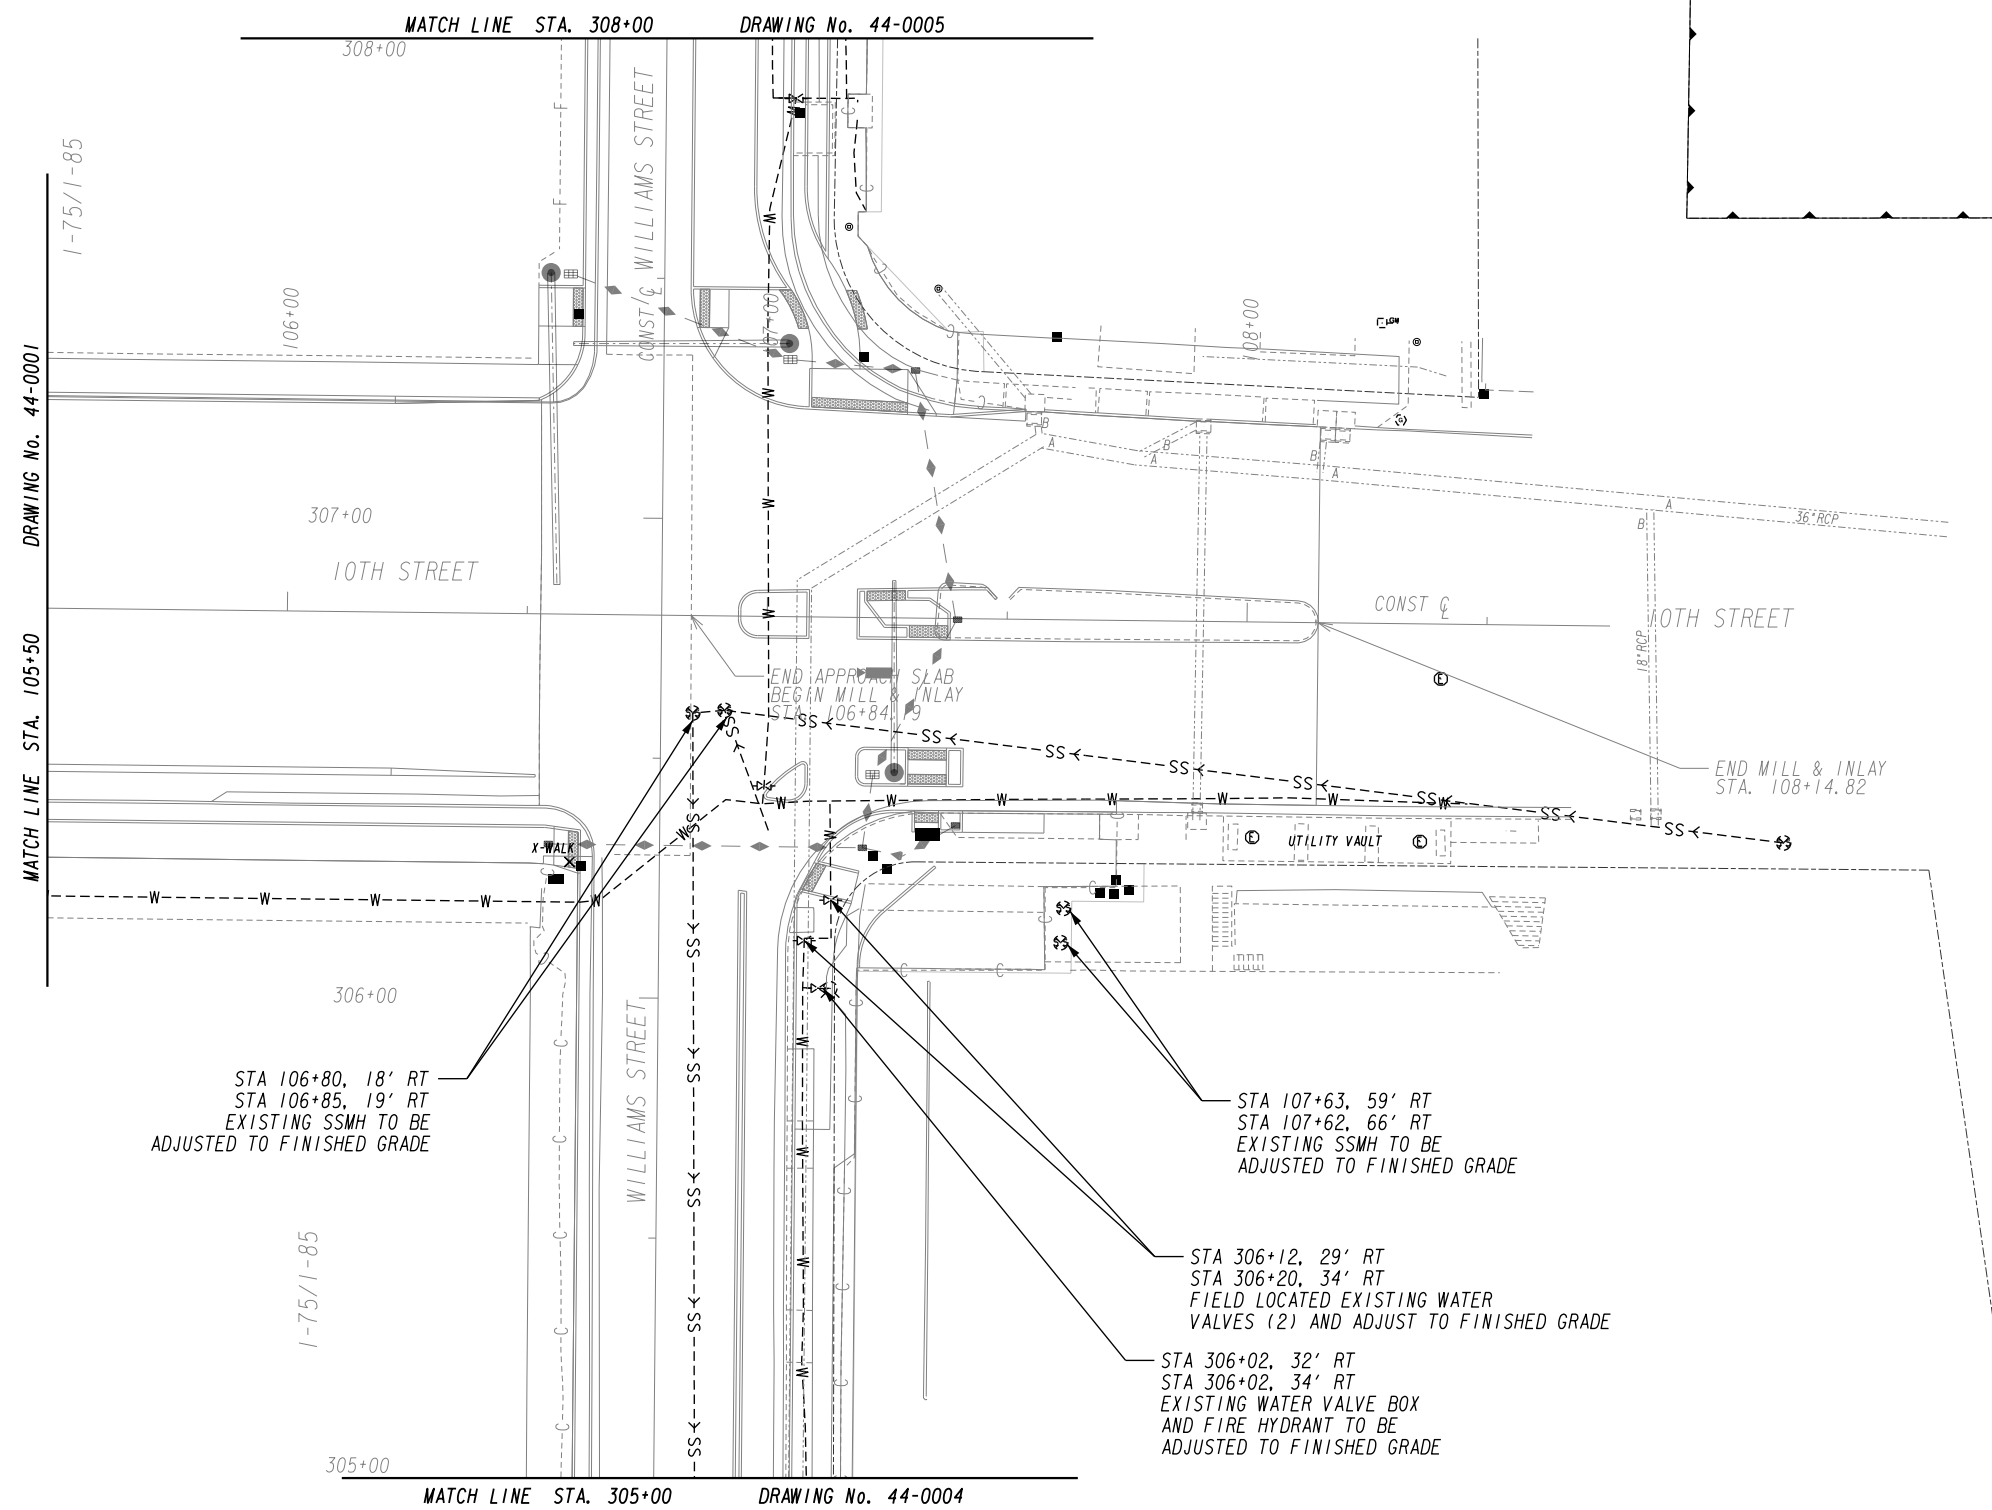 MATCH LINE STA. 308+00 DRAWING No. 44-0005
308+00
I-75/I-85
WILLIAMS STREET
CONST ℄
F
F
106+00
107+00
108+00
MATCH LINE STA. 105+50 DRAWING No. 44-0001
307+00
10TH STREET
36"RCP
18"RCP
CONST ℄
10TH STREET
END APPROACH SLAB
BEGIN MILL & INLAY
STA. 106+84.19
END MILL & INLAY
STA. 108+14.82
X-WALK
UTILITY VAULT
306+00
WILLIAMS STREET
STA 106+80, 18' RT
STA 106+85, 19' RT
EXISTING SSMH TO BE
ADJUSTED TO FINISHED GRADE
STA 107+63, 59' RT
STA 107+62, 66' RT
EXISTING SSMH TO BE
ADJUSTED TO FINISHED GRADE
I-75/I-85
STA 306+12, 29' RT
STA 306+20, 34' RT
FIELD LOCATED EXISTING WATER
VALVES (2) AND ADJUST TO FINISHED GRADE
STA 306+02, 32' RT
STA 306+02, 34' RT
EXISTING WATER VALVE BOX
AND FIRE HYDRANT TO BE
ADJUSTED TO FINISHED GRADE
305+00
MATCH LINE STA. 305+00 DRAWING No. 44-0004